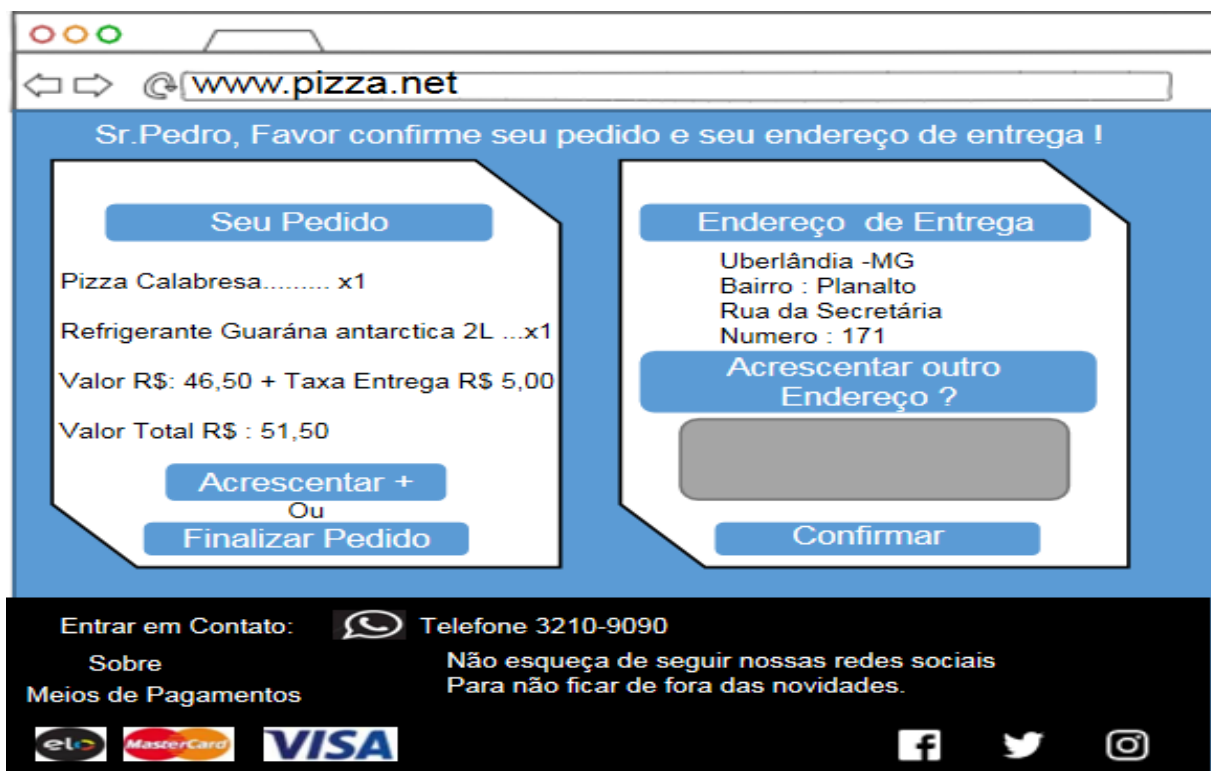 www.pizza.net
Sr.Pedro, Favor confirme seu pedido e seu endereço de entrega !
Seu Pedido
Pizza Calabresa......... x1
Refrigerante Guarána antarctica 2L ...x1
Valor R$: 46,50 + Taxa Entrega R$ 5,00
Valor Total R$ : 51,50
Acrescentar +
Ou
Finalizar Pedido
Endereço de Entrega
Uberlândia -MG
Bairro : Planalto
Rua da Secretária
Numero : 171
Acrescentar outro
Endereço ?
Confirmar
Entrar em Contato:
Telefone 3210-9090
Sobre
Meios de Pagamentos
Não esqueça de seguir nossas redes sociais
Para não ficar de fora das novidades.
elo
MasterCard
VISA